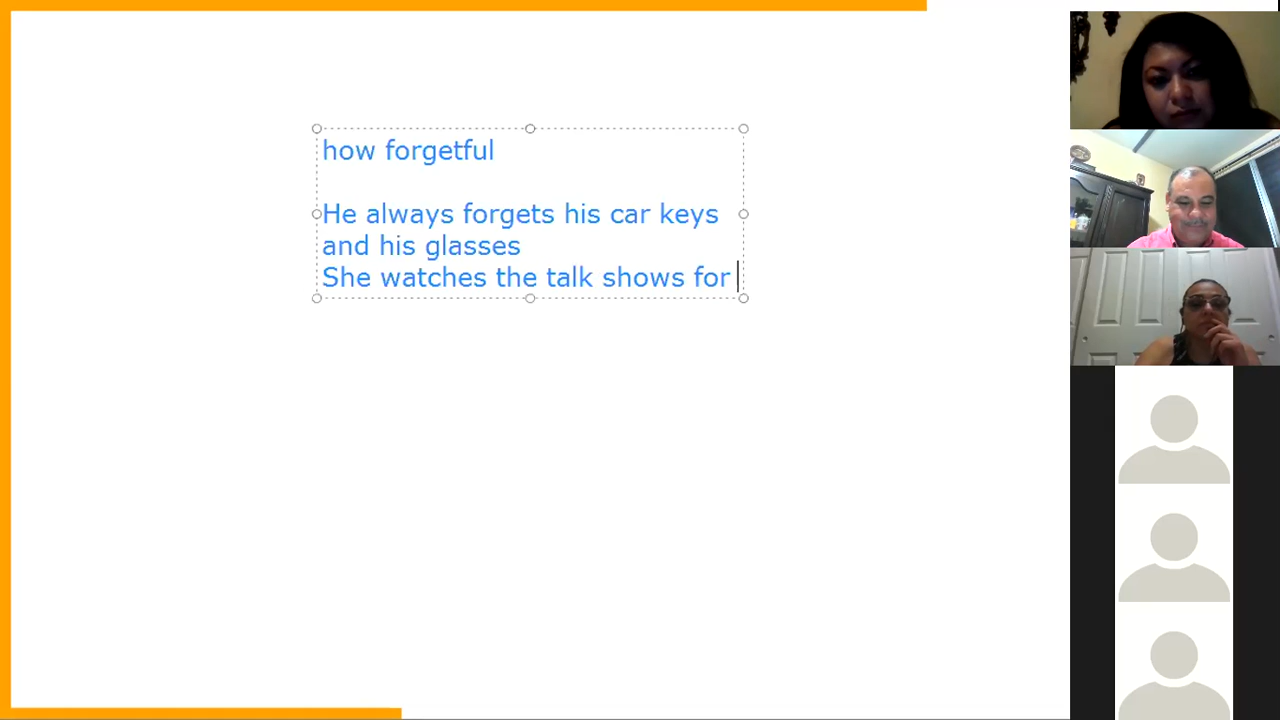 how forgetful
He always forgets his car keys
and his glasses
She watches the talk shows for